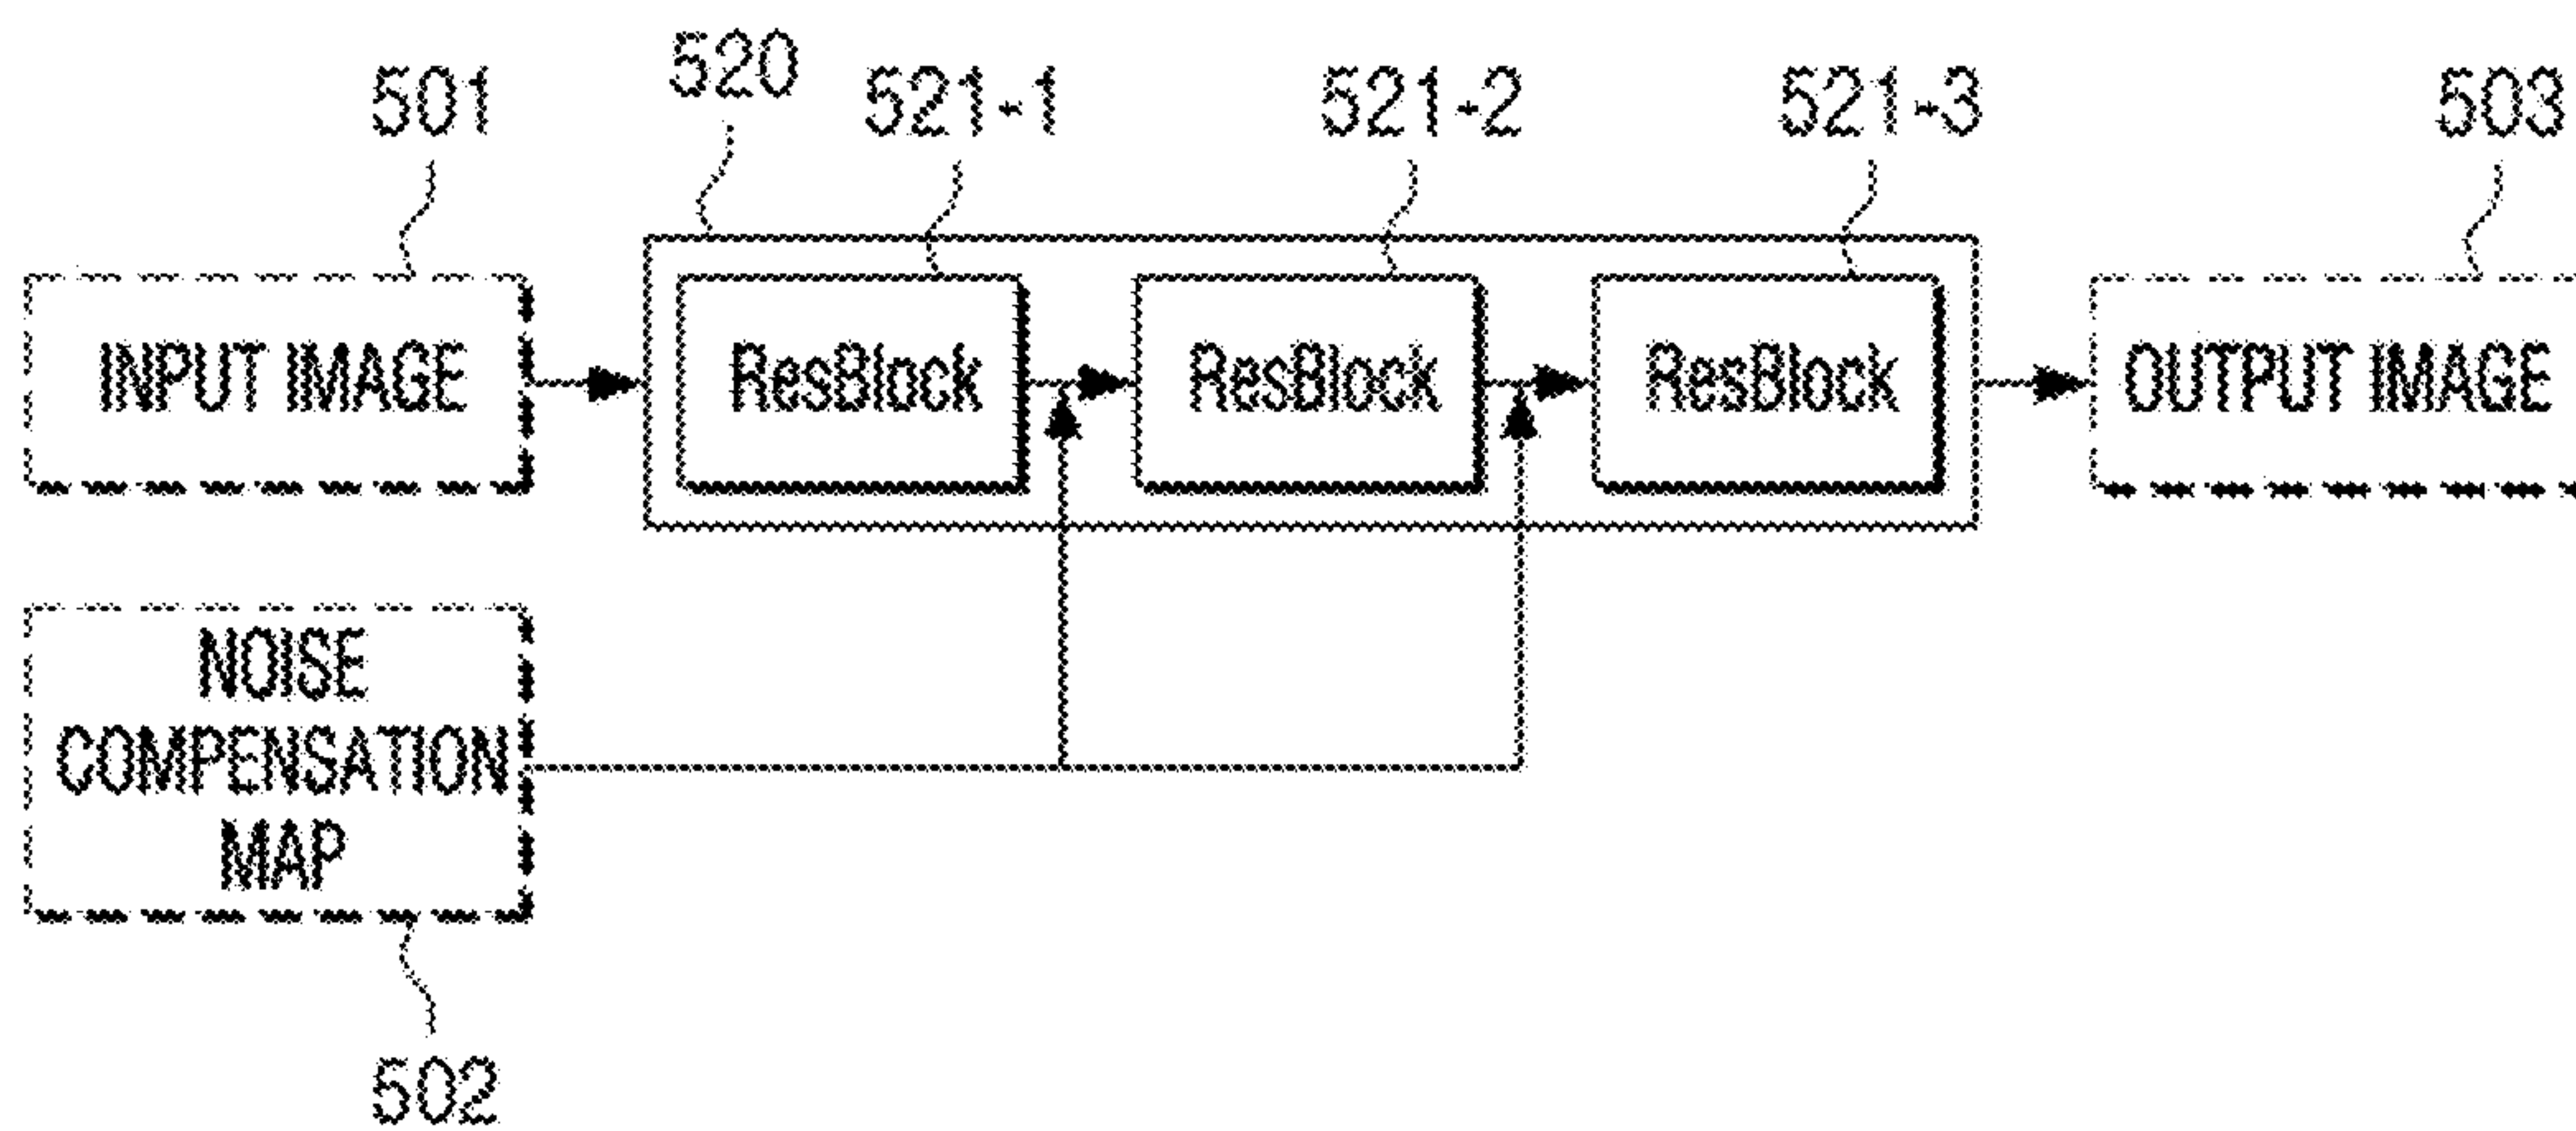 501
520
521-1
521-2
521-3
503
INPUT IMAGE
ResBlock
ResBlock
ResBlock
OUTPUT IMAGE
NOISE
COMPENSATION
MAP
502